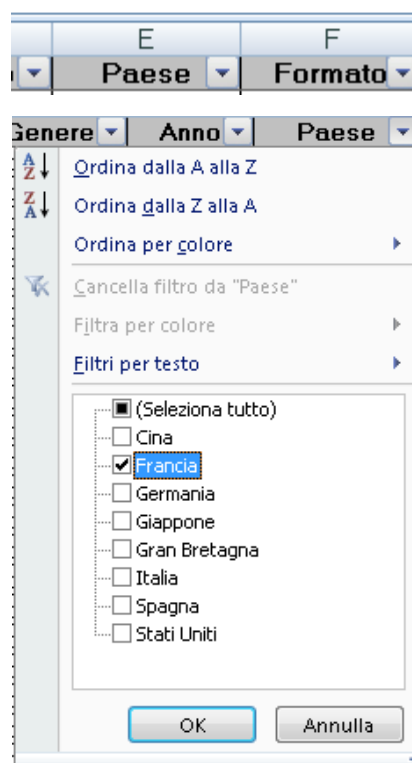 E F
Paese Formato
Genere Anno Paese
Ordina dalla A alla Z
Ordina dalla Z alla A
Ordina per colore
Cancella filtro da "Paese"
Filtra per colore
Filtri per testo
(Seleziona tutto)
Cina
Francia
Germania
Giappone
Gran Bretagna
Italia
Spagna
Stati Uniti
OK Annulla